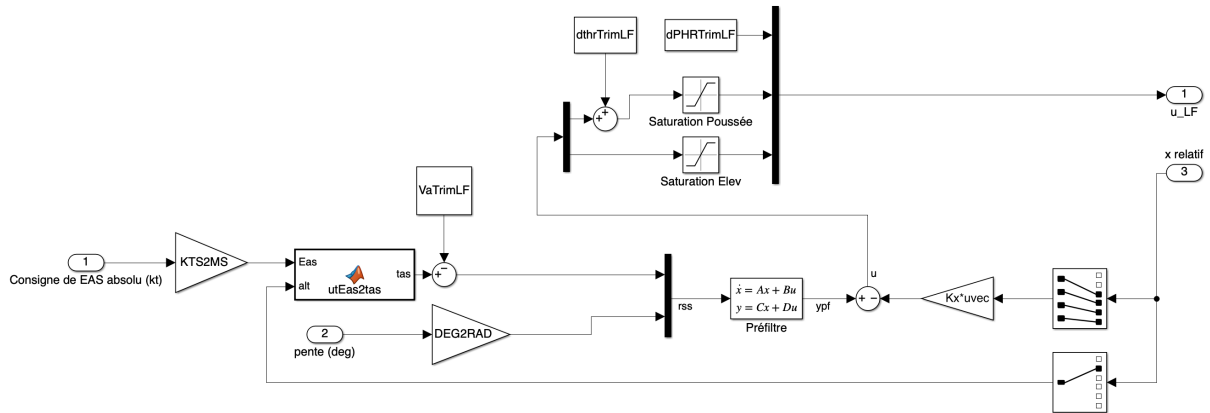 dthrTrimLF
dPHRTrimLF
+
+
Saturation Poussée
Saturation Elev
1
u_LF
x relatif
3
VaTrimLF
1
Consigne de EAS absolu (kt)
KTS2MS
Eas
alt
tas
utEas2tas
+
−
2
pente (deg)
DEG2RAD
rss
ẋ = Ax + Bu
y = Cx + Du
Préfiltre
ypf
u
+ −
Kx*uvec